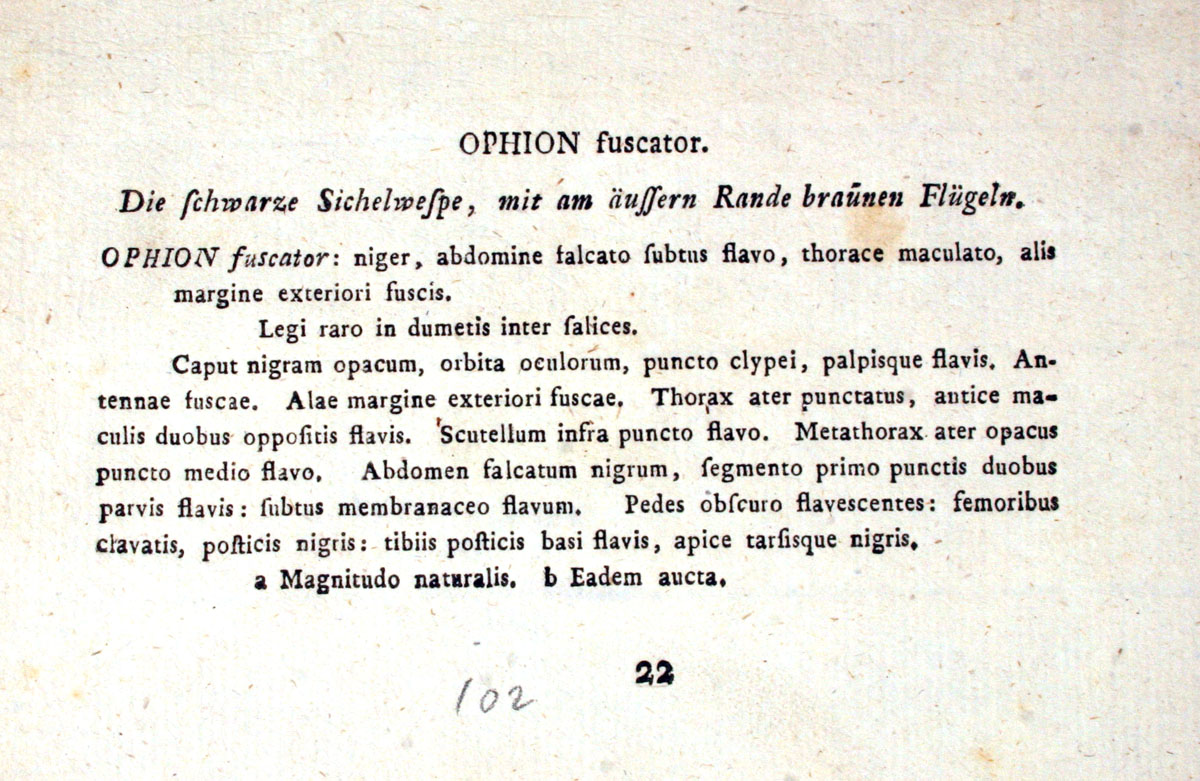 OPHION fuscator.
Die ſchwarze Sichelweſpe, mit am äuſſern Rande braūnen Flügeln.
OPHION fuscator: niger, abdomine falcato ſubtus flavo, thorace maculato, alis
margine exteriori fuscis.
Legi raro in dumetis inter ſalices.
Caput nigram opacum, orbita oculorum, puncto clypei, palpisque flavis. An-
tennae fuscae. Alae margine exteriori fuscae. Thorax ater punctatus, antice ma-
culis duobus oppoſitis flavis. Scutellum infra puncto flavo. Metathorax ater opacus
puncto medio flavo. Abdomen falcatum nigrum, ſegmento primo punctis duobus
parvis flavis: ſubtus membranaceo flavum. Pedes obſcuro flavescentes: femoribus
clavatis, poſticis nigris: tibiis poſticis basi flavis, apice tarſisque nigris.
a Magnitudo naturalis. b Eadem aucta.
22
102